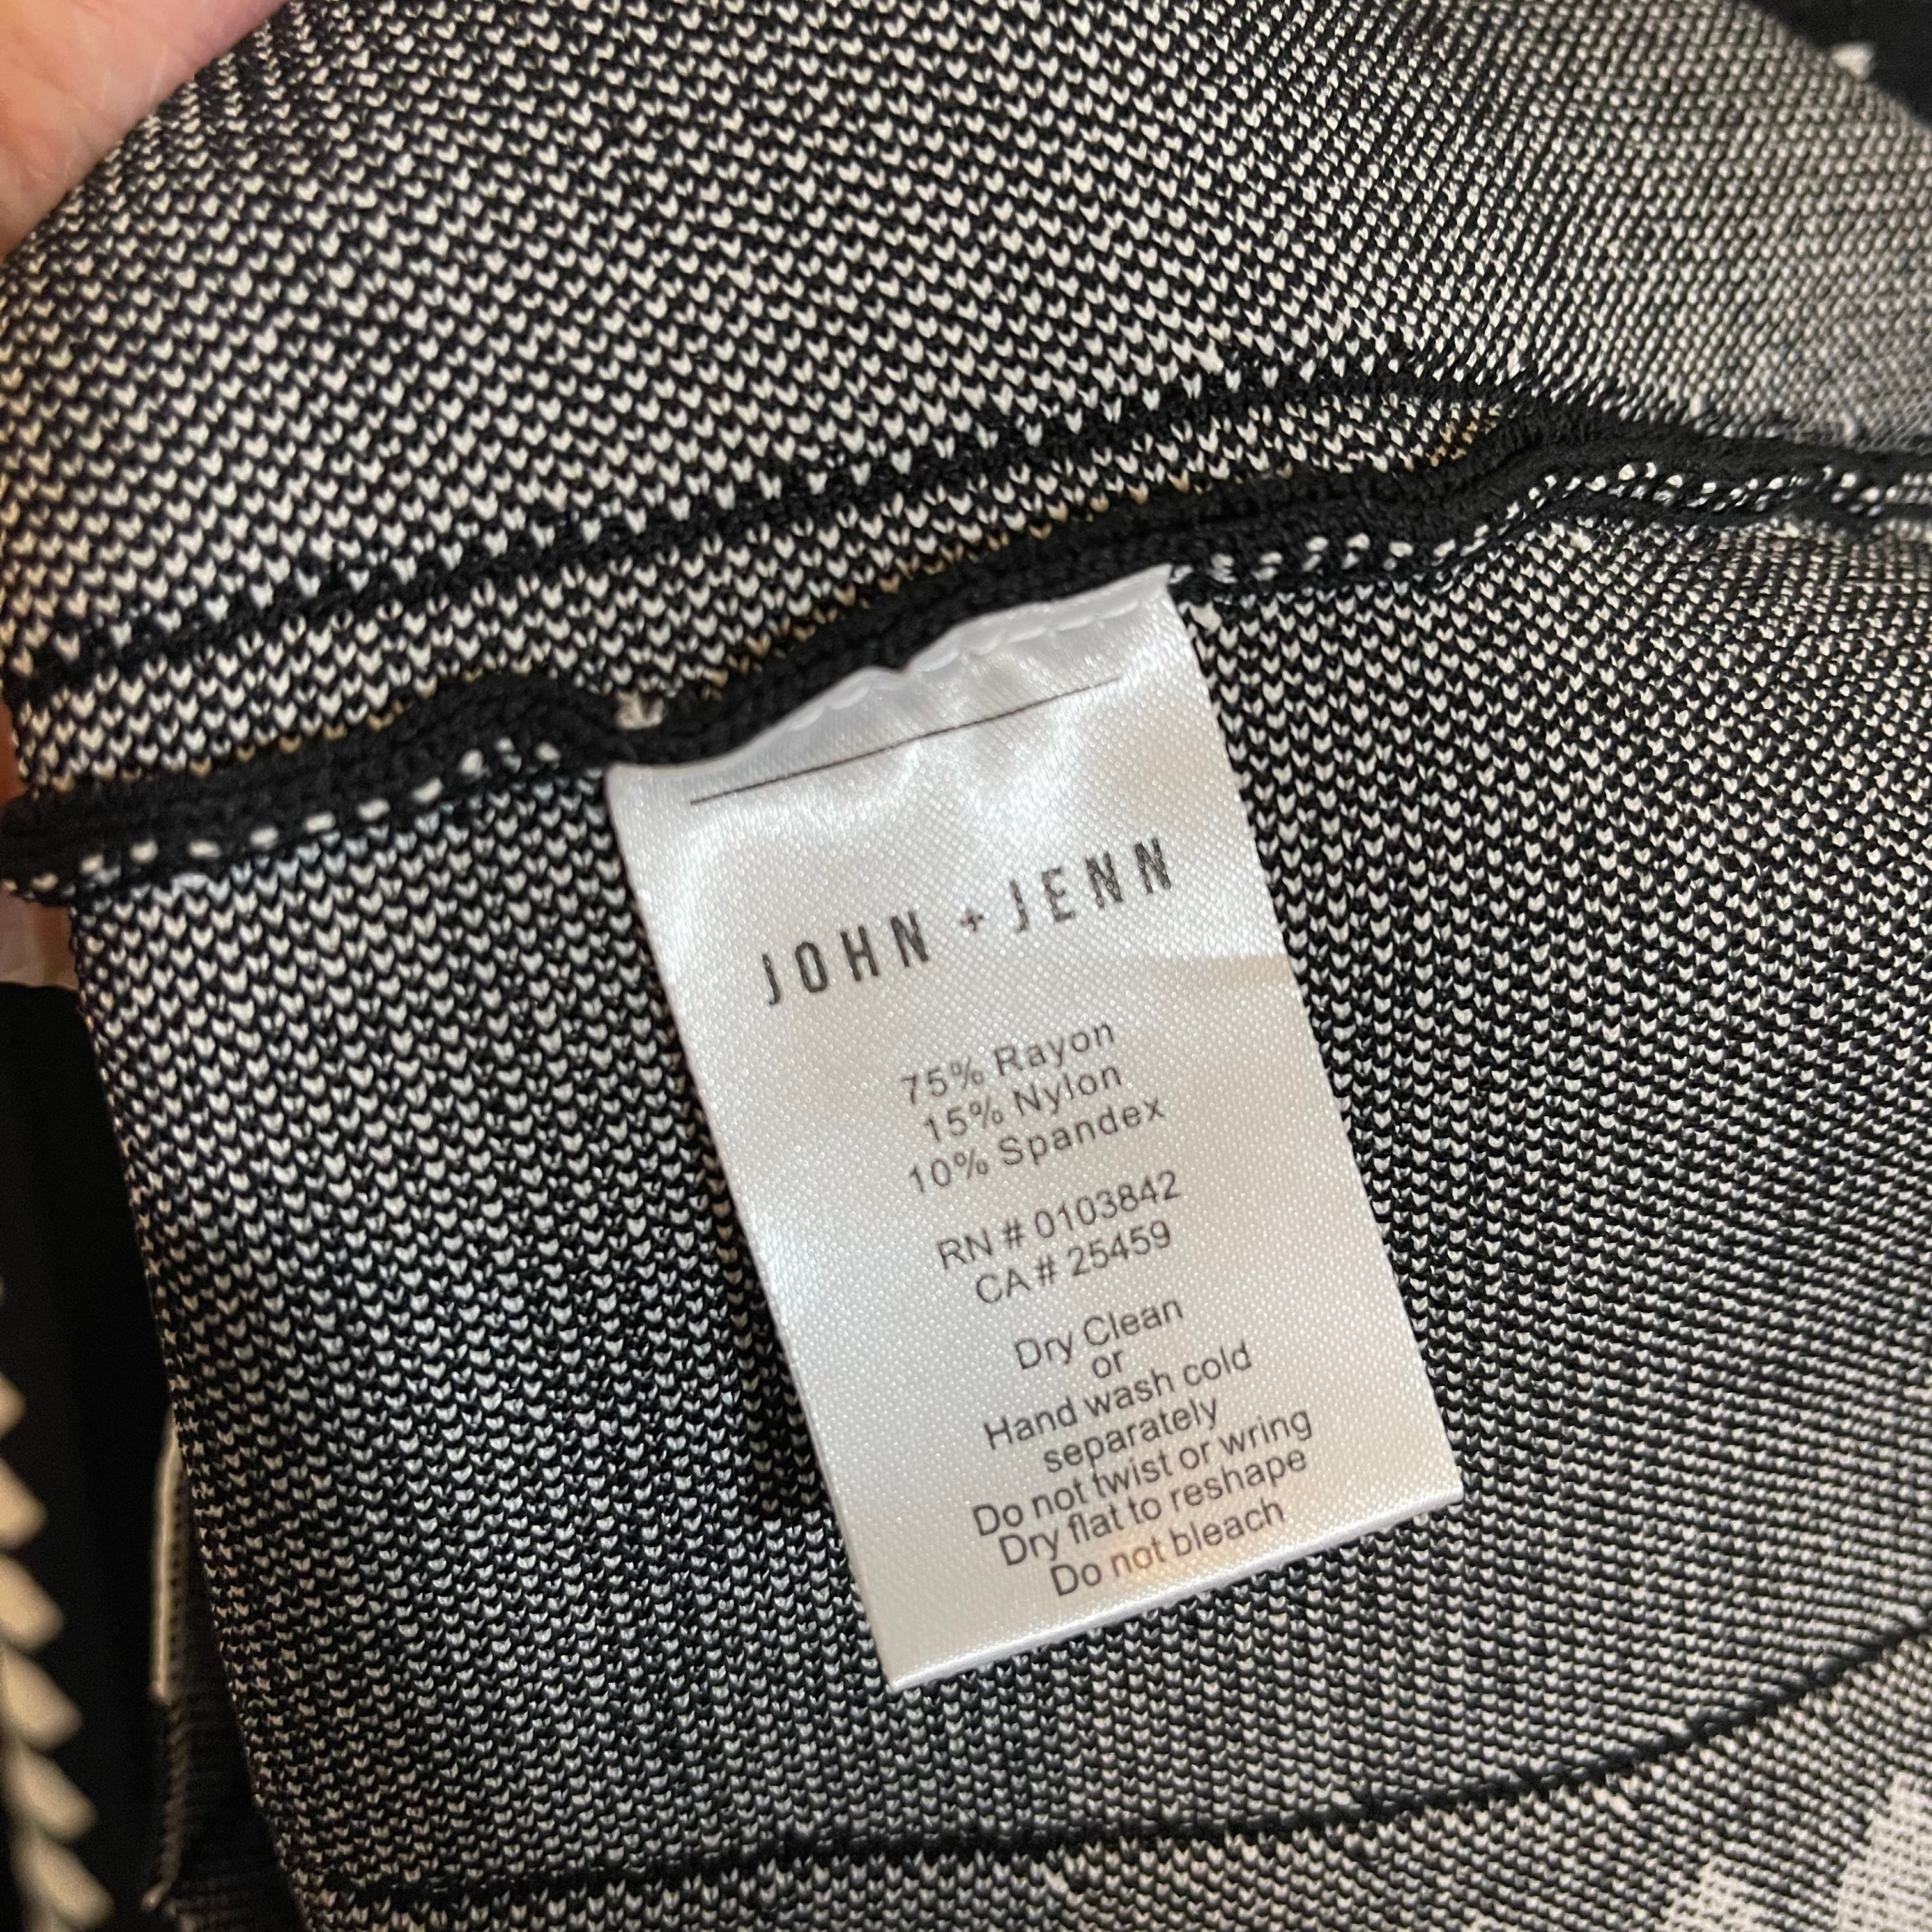 JOHN + JENN
75% Rayon
15% Nylon
10% Spandex
RN # 0103842
CA # 25459
Dry Clean
or
Hand wash cold
separately
Do not twist or wring
Dry flat to reshape
Do not bleach